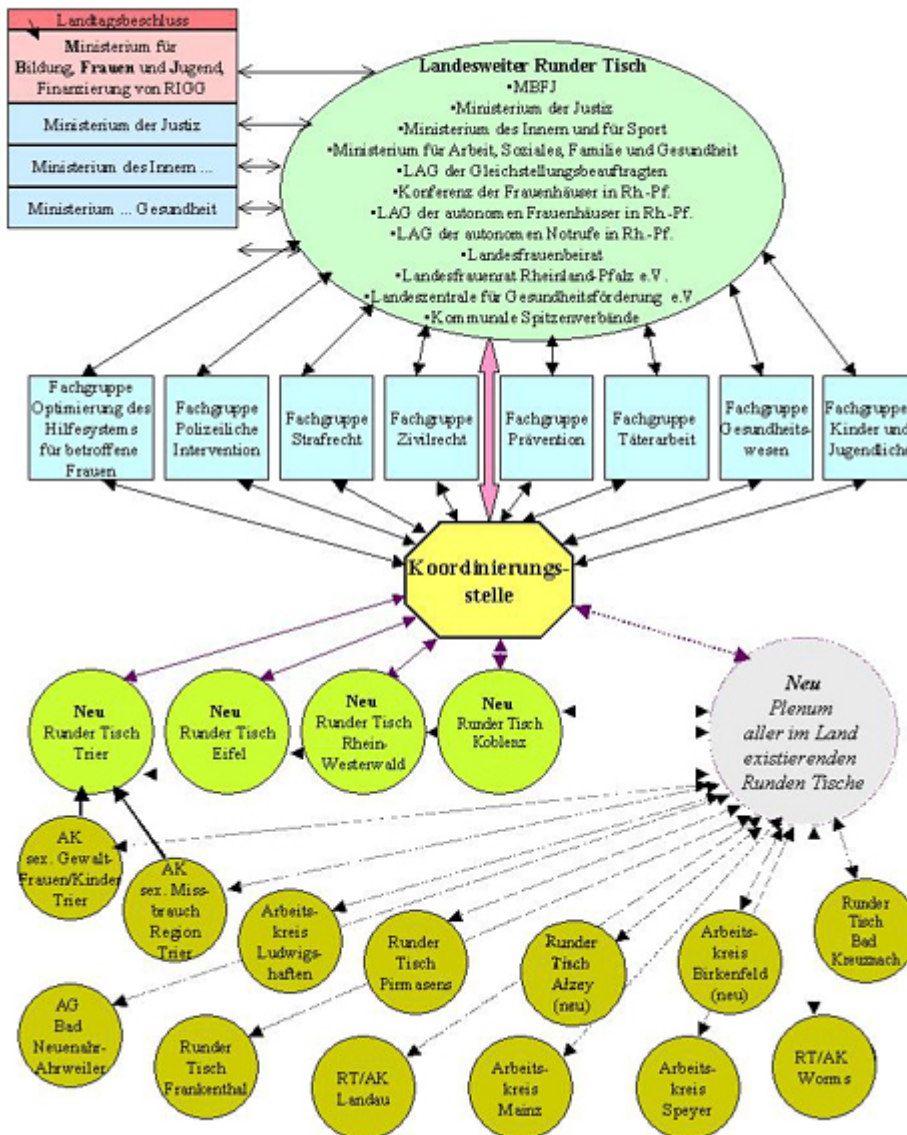 Landtagsbeschluss
Ministerium für
Bildung, Frauen und Jugend,
Finanzierung von RIGG
Ministerium der Justiz
Ministerium des Innern ...
Ministerium ... Gesundheit
Landesweiter Runder Tisch
•MBFJ
•Ministerium der Justiz
•Ministerium des Innern und für Sport
•Ministerium für Arbeit, Soziales, Familie und Gesundheit
•LAG der Gleichstellungsbeauftragten
•Konferenz der Frauenhäuser in Rh.-Pf.
•LAG der autonomen Frauenhäuser in Rh.-Pf.
•LAG der autonomen Notrufe in Rh.-Pf.
•Landesfrauenbeirat
•Landesfrauenrat Rheinland-Pfalz e.V.
•Landeszentrale für Gesundheitsförderung e.V
•Kommunale Spitzenverbände
Fachgruppe
Optimierung des
Hilfesystems
für betroffene
Frauen
Fachgruppe
Polizeiliche
Intervention
Fachgruppe
Strafrecht
Fachgruppe
Zivilrecht
Fachgruppe
Prävention
Fachgruppe
Täterarbeit
Fachgruppe
Gesundheits-
wesen
Fachgruppe
Kinder und
Jugendliche
Koordinierungs-
stelle
Neu
Runder Tisch
Trier
Neu
Runder Tisch
Eifel
Neu
Runder Tisch
Rhein-
Westerwald
Neu
Runder Tisch
Koblenz
Neu
Plenum
aller im Land
existierenden
Runden Tische
AK
sex. Gewalt-
Frauen/Kinder
Trier
AK
sex. Miss-
brauch
Region
Trier
Arbeits-
kreis
Ludwigs-
haften
Runder
Tisch
Pirmasens
Runder
Tisch
Alzey
(neu)
Arbeits-
kreis
Birkenfeld
(neu)
Runder
Tisch
Bad
Kreuznach
AG
Bad
Neuenahr-
Ahrweiler
Runder
Tisch
Frankenthal
RT/AK
Landau
Arbeits-
kreis
Mainz
Arbeits-
kreis
Speyer
RT/AK
Worms